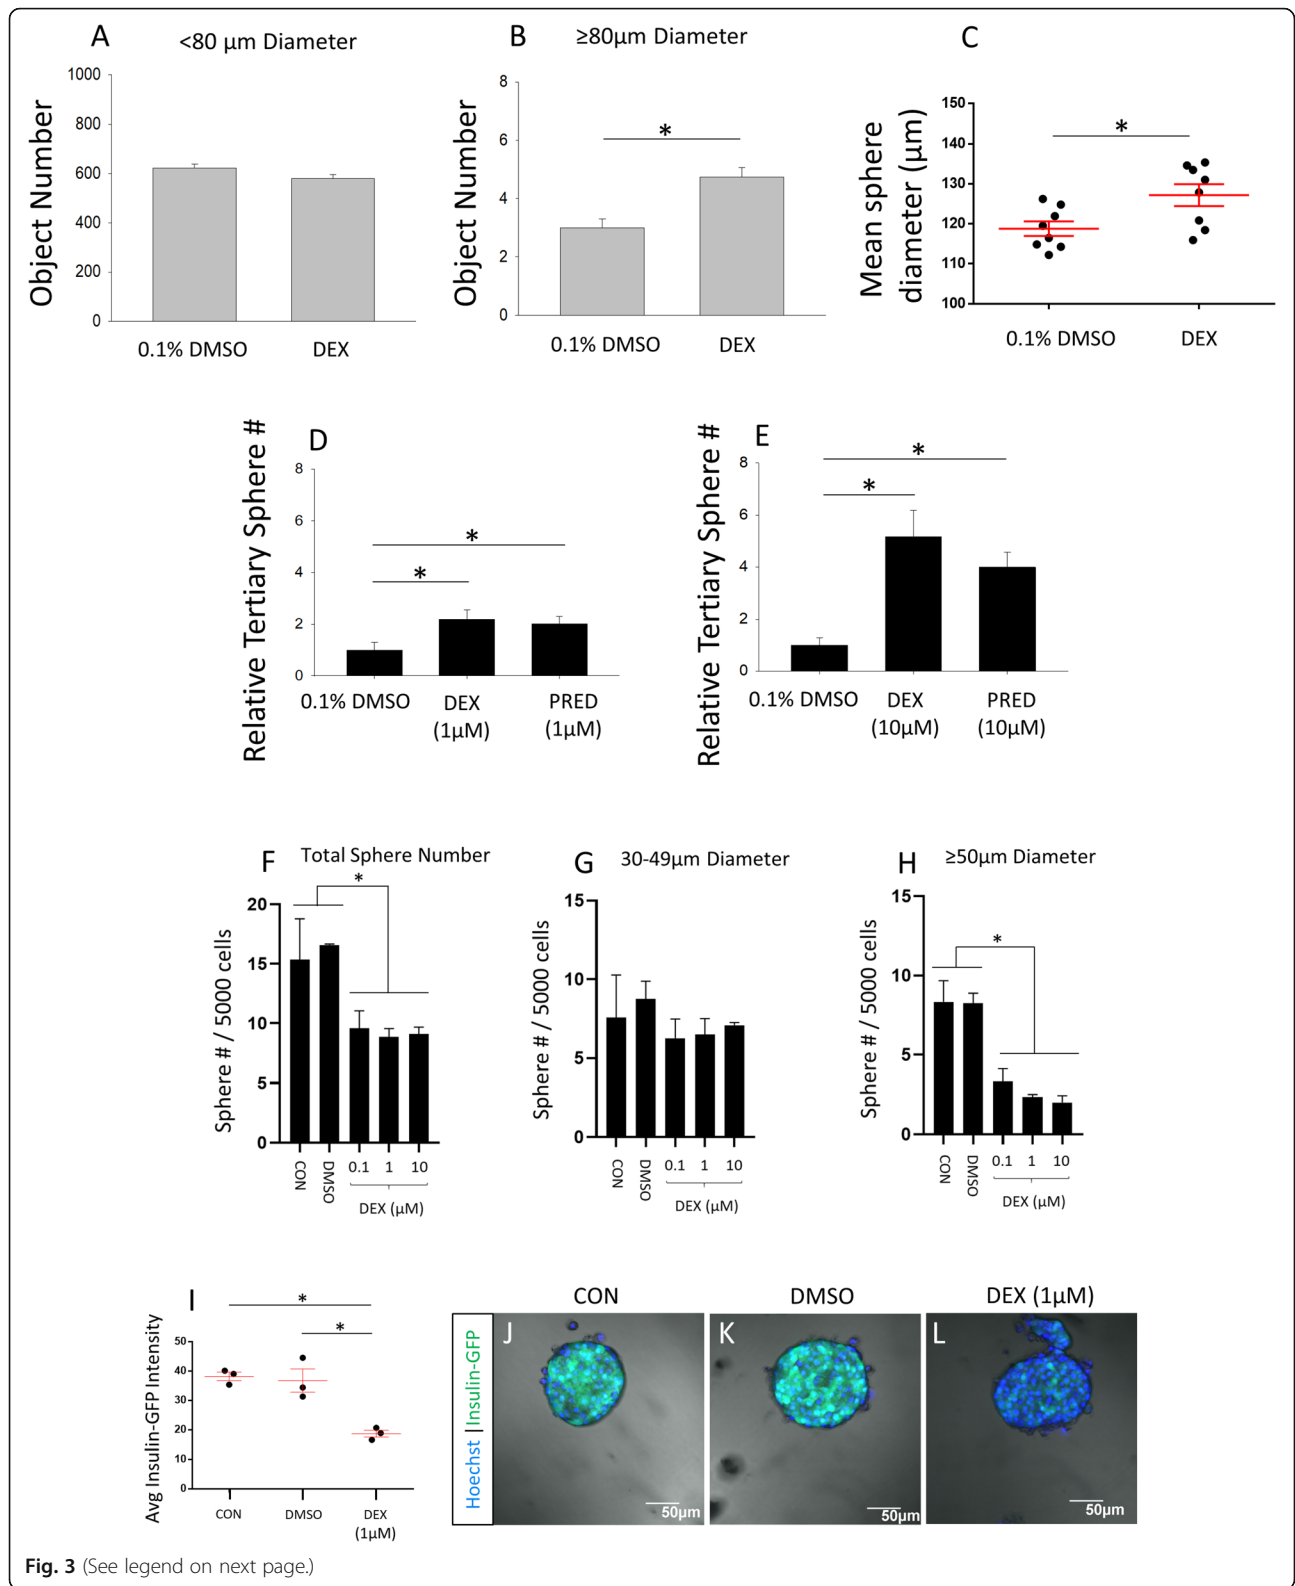 A
<80 µm Diameter
Object Number
1000
800
600
400
200
0
0.1% DMSO
DEX
B
≥80µm Diameter
Object Number
8
6
4
2
0
*
0.1% DMSO
DEX
C
Mean sphere
diameter (µm)
150
140
130
120
110
100
*
0.1% DMSO
DEX
D
Relative Tertiary Sphere #
8
6
4
2
0
*
*
0.1% DMSO
DEX
(1µM)
PRED
(1µM)
E
Relative Tertiary Sphere #
8
6
4
2
0
*
*
0.1% DMSO
DEX
(10µM)
PRED
(10µM)
F
Total Sphere Number
Sphere # / 5000 cells
20
15
10
5
0
*
CON
DMSO
0.1
1
10
DEX (µM)
G
30-49µm Diameter
Sphere # / 5000 cells
15
10
5
0
CON
DMSO
0.1
1
10
DEX (µM)
H
≥50µm Diameter
Sphere # / 5000 cells
15
10
5
0
*
CON
DMSO
0.1
1
10
DEX (µM)
I
Avg Insulin-GFP Intensity
50
40
30
20
10
0
*
*
CON
DMSO
DEX
(1µM)
Hoechst | Insulin-GFP
CON
J
50µm
DMSO
K
50µm
DEX (1µM)
L
50µm
Fig. 3 (See legend on next page.)